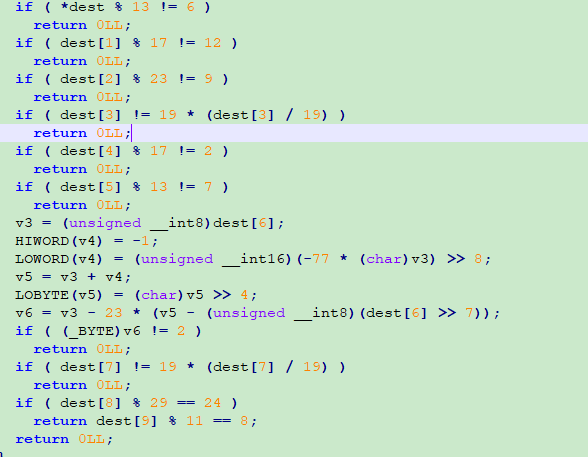 if ( *dest % 13 != 6 )
return 0LL;
if ( dest[1] % 17 != 12 )
return 0LL;
if ( dest[2] % 23 != 9 )
return 0LL;
if ( dest[3] != 19 * (dest[3] / 19) )
return 0LL;
if ( dest[4] % 17 != 2 )
return 0LL;
if ( dest[5] % 13 != 7 )
return 0LL;
v3 = (unsigned __int8)dest[6];
HIWORD(v4) = -1;
LOWORD(v4) = (unsigned __int16)(-77 * (char)v3) >> 8;
v5 = v3 + v4;
LOBYTE(v5) = (char)v5 >> 4;
v6 = v3 - 23 * (v5 - (unsigned __int8)(dest[6] >> 7));
if ( (_BYTE)v6 != 2 )
return 0LL;
if ( dest[7] != 19 * (dest[7] / 19) )
return 0LL;
if ( dest[8] % 29 == 24 )
return dest[9] % 11 == 8;
return 0LL;